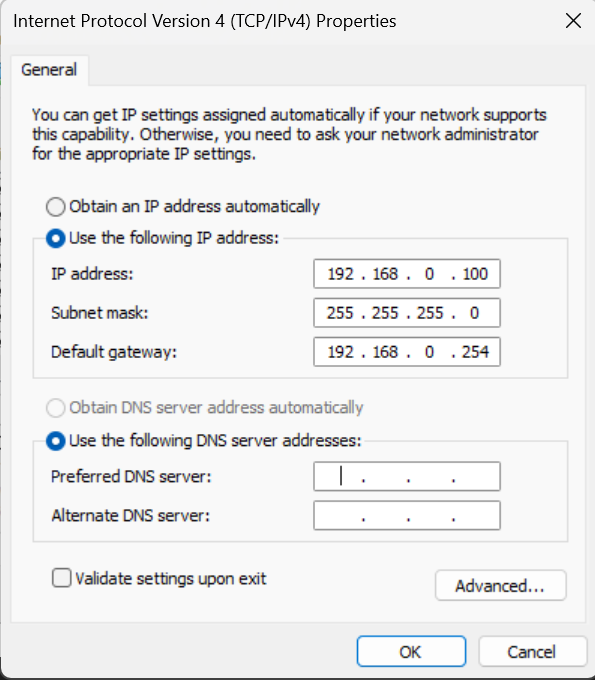 Internet Protocol Version 4 (TCP/IPv4) Properties
General
You can get IP settings assigned automatically if your network supports
this capability. Otherwise, you need to ask your network administrator
for the appropriate IP settings.
Obtain an IP address automatically
Use the following IP address:
IP address: 192 . 168 . 0 . 100
Subnet mask: 255 . 255 . 255 . 0
Default gateway: 192 . 168 . 0 . 254
Obtain DNS server address automatically
Use the following DNS server addresses:
Preferred DNS server: . . .
Alternate DNS server: . . .
Validate settings upon exit
Advanced...
OK Cancel